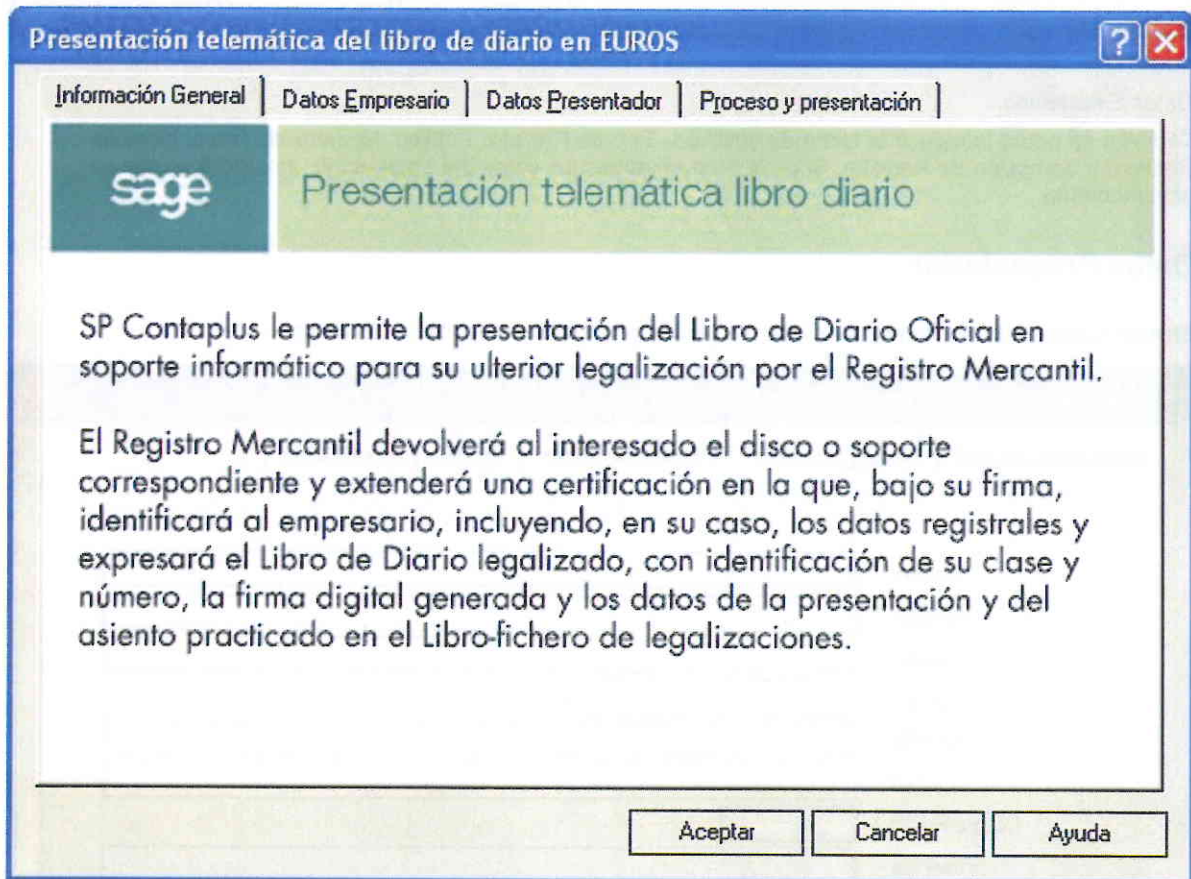 Presentación telemática del libro de diario en EUROS
Información General
Datos Empresario
Datos Presentador
Proceso y presentación
sage
Presentación telemática libro diario
SP Contaplus le permite la presentación del Libro de Diario Oficial en
soporte informático para su ulterior legalización por el Registro Mercantil.
El Registro Mercantil devolverá al interesado el disco o soporte
correspondiente y extenderá una certificación en la que, bajo su firma,
identificará al empresario, incluyendo, en su caso, los datos registrales y
expresará el Libro de Diario legalizado, con identificación de su clase y
número, la firma digital generada y los datos de la presentación y del
asiento practicado en el Libro-fichero de legalizaciones.
Aceptar
Cancelar
Ayuda